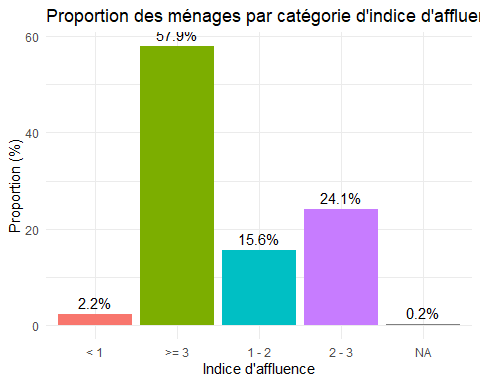 Proportion des ménages par catégorie d'indice d'affluen
60
57.9%
40
Proportion (%)
24.1%
20
15.6%
2.2%
0.2%
0
< 1
>= 3
1 - 2
2 - 3
NA
Indice d'affluence